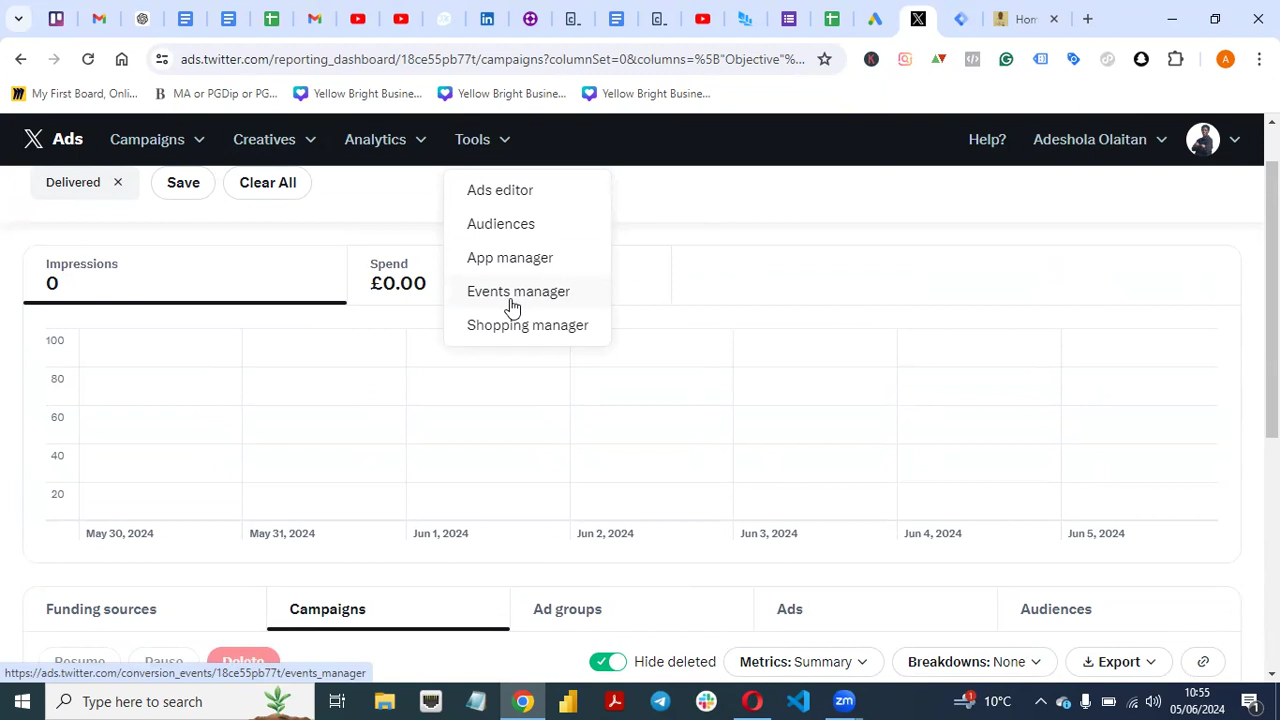 Hom
ads.twitter.com/reporting_dashboard/18ce55pb77t/campaigns?columnSet=0&columns=%5B"Objective"%...
My First Board, Onli...
MA or PGDip or PG...
Yellow Bright Busine...
Yellow Bright Busine...
Yellow Bright Busine...
Ads
Campaigns
Creatives
Analytics
Tools
Help?
Adeshola Olaitan
Delivered
Save
Clear All
Ads editor
Audiences
App manager
Events manager
Shopping manager
Impressions
0
Spend
£0.00
100
80
60
40
20
May 30, 2024
May 31, 2024
Jun 1, 2024
Jun 2, 2024
Jun 3, 2024
Jun 4, 2024
Jun 5, 2024
Funding sources
Campaigns
Ad groups
Ads
Audiences
Resume
Pause
Delete
Hide deleted
Metrics: Summary
Breakdowns: None
Export
https://ads.twitter.com/conversion_events/18ce55pb77t/events_manager
Type here to search
10°C
10:55
05/06/2024